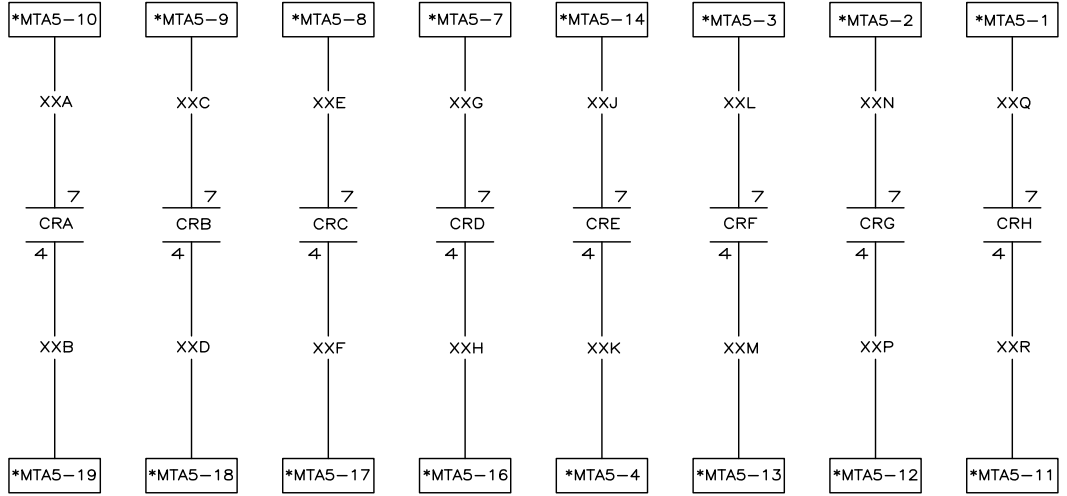 *MTA5-10 *MTA5-9 *MTA5-8 *MTA5-7 *MTA5-14 *MTA5-3 *MTA5-2 *MTA5-1
XXA XXC XXE XXG XXJ XXL XXN XXQ
7 7 7 7 7 7 7 7
CRA CRB CRC CRD CRE CRF CRG CRH
4 4 4 4 4 4 4 4
XXB XXD XXF XXH XXK XXM XXP XXR
*MTA5-19 *MTA5-18 *MTA5-17 *MTA5-16 *MTA5-4 *MTA5-13 *MTA5-12 *MTA5-11